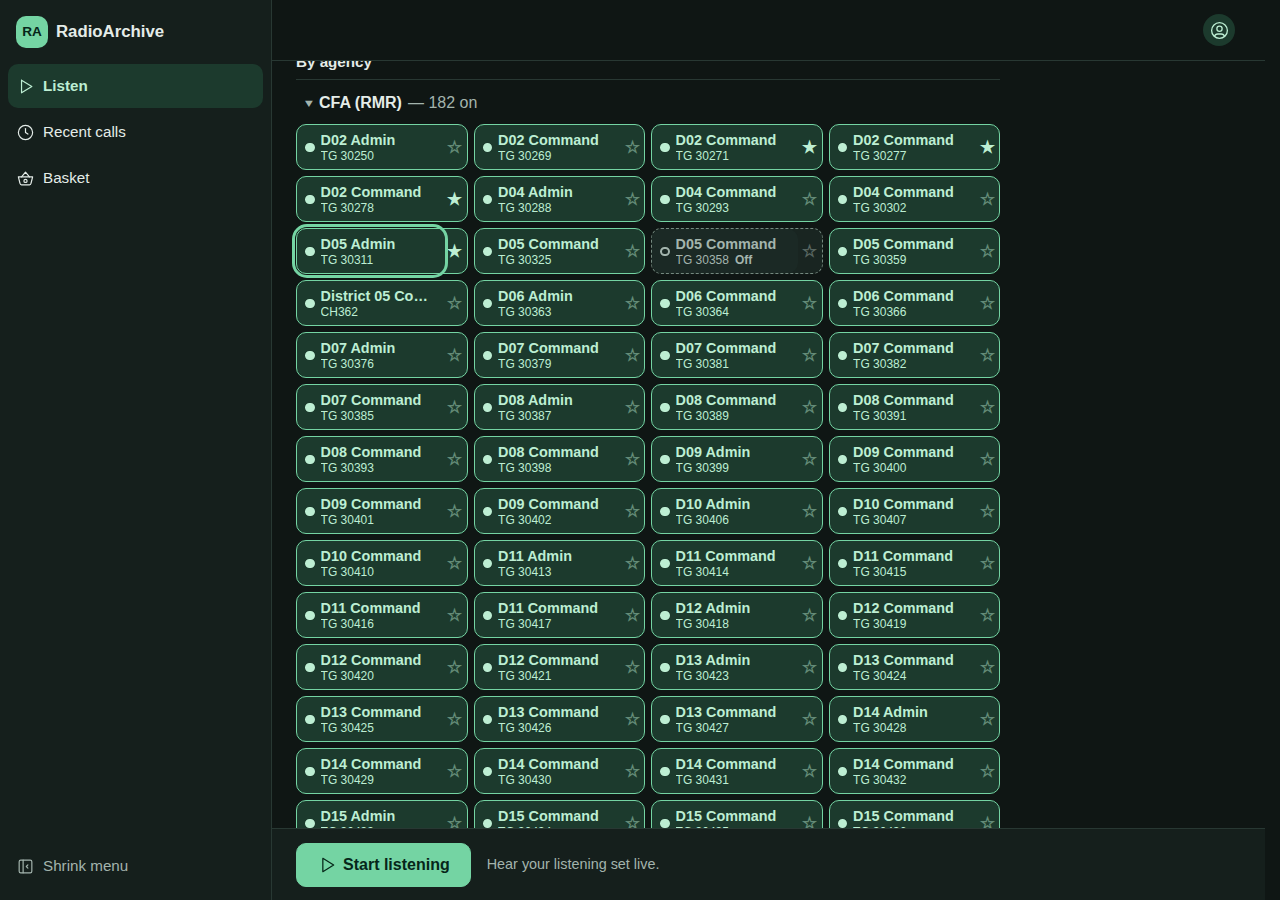 RA RadioArchive
Listen
Recent calls
Basket
Shrink menu
By agency
CFA (RMR) — 182 on
D02 Admin
TG 30250
D02 Command
TG 30269
D02 Command
TG 30271
D02 Command
TG 30277
D02 Command
TG 30278
D04 Admin
TG 30288
D04 Command
TG 30293
D04 Command
TG 30302
D05 Admin
TG 30311
D05 Command
TG 30325
D05 Command
TG 30358 Off
D05 Command
TG 30359
District 05 Co…
CH362
D06 Admin
TG 30363
D06 Command
TG 30364
D06 Command
TG 30366
D07 Admin
TG 30376
D07 Command
TG 30379
D07 Command
TG 30381
D07 Command
TG 30382
D07 Command
TG 30385
D08 Admin
TG 30387
D08 Command
TG 30389
D08 Command
TG 30391
D08 Command
TG 30393
D08 Command
TG 30398
D09 Admin
TG 30399
D09 Command
TG 30400
D09 Command
TG 30401
D09 Command
TG 30402
D10 Admin
TG 30406
D10 Command
TG 30407
D10 Command
TG 30410
D11 Admin
TG 30413
D11 Command
TG 30414
D11 Command
TG 30415
D11 Command
TG 30416
D11 Command
TG 30417
D12 Admin
TG 30418
D12 Command
TG 30419
D12 Command
TG 30420
D12 Command
TG 30421
D13 Admin
TG 30423
D13 Command
TG 30424
D13 Command
TG 30425
D13 Command
TG 30426
D13 Command
TG 30427
D14 Admin
TG 30428
D14 Command
TG 30429
D14 Command
TG 30430
D14 Command
TG 30431
D14 Command
TG 30432
D15 Admin
D15 Command
D15 Command
D15 Command
Start listening
Hear your listening set live.